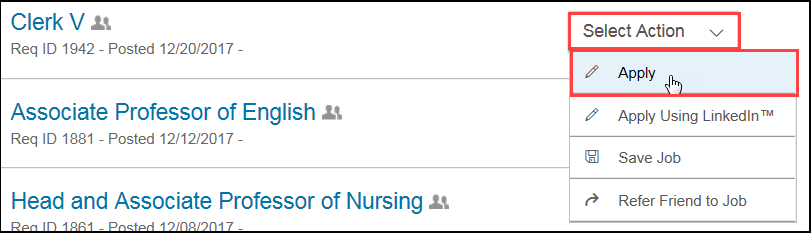 Clerk V
Req ID 1942 - Posted 12/20/2017 -
Select Action
Apply
Apply Using LinkedIn™
Save Job
Refer Friend to Job
Associate Professor of English
Req ID 1881 - Posted 12/12/2017 -
Head and Associate Professor of Nursing
Req ID 1861 - Posted 12/08/2017 -